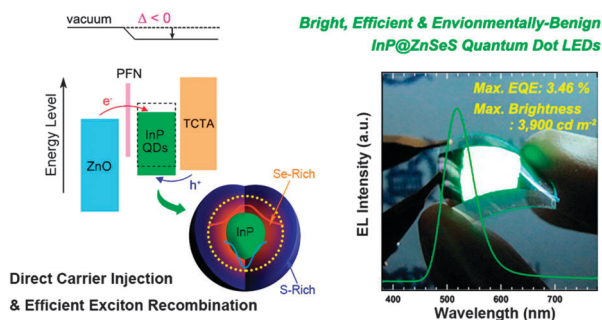 vacuum
Δ < 0
PFN
e-
TCTA
InP
QDs
ZnO
h+
Energy Level
Se-Rich
InP
S-Rich
Direct Carrier Injection
& Efficient Exciton Recombination
Bright, Efficient & Envionmentally-Benign
InP@ZnSeS Quantum Dot LEDs
Max. EQE: 3.46 %
Max. Brightness
: 3,900 cd m-2
EL Intensity (a.u.)
400 500 600 700
Wavelength (nm)